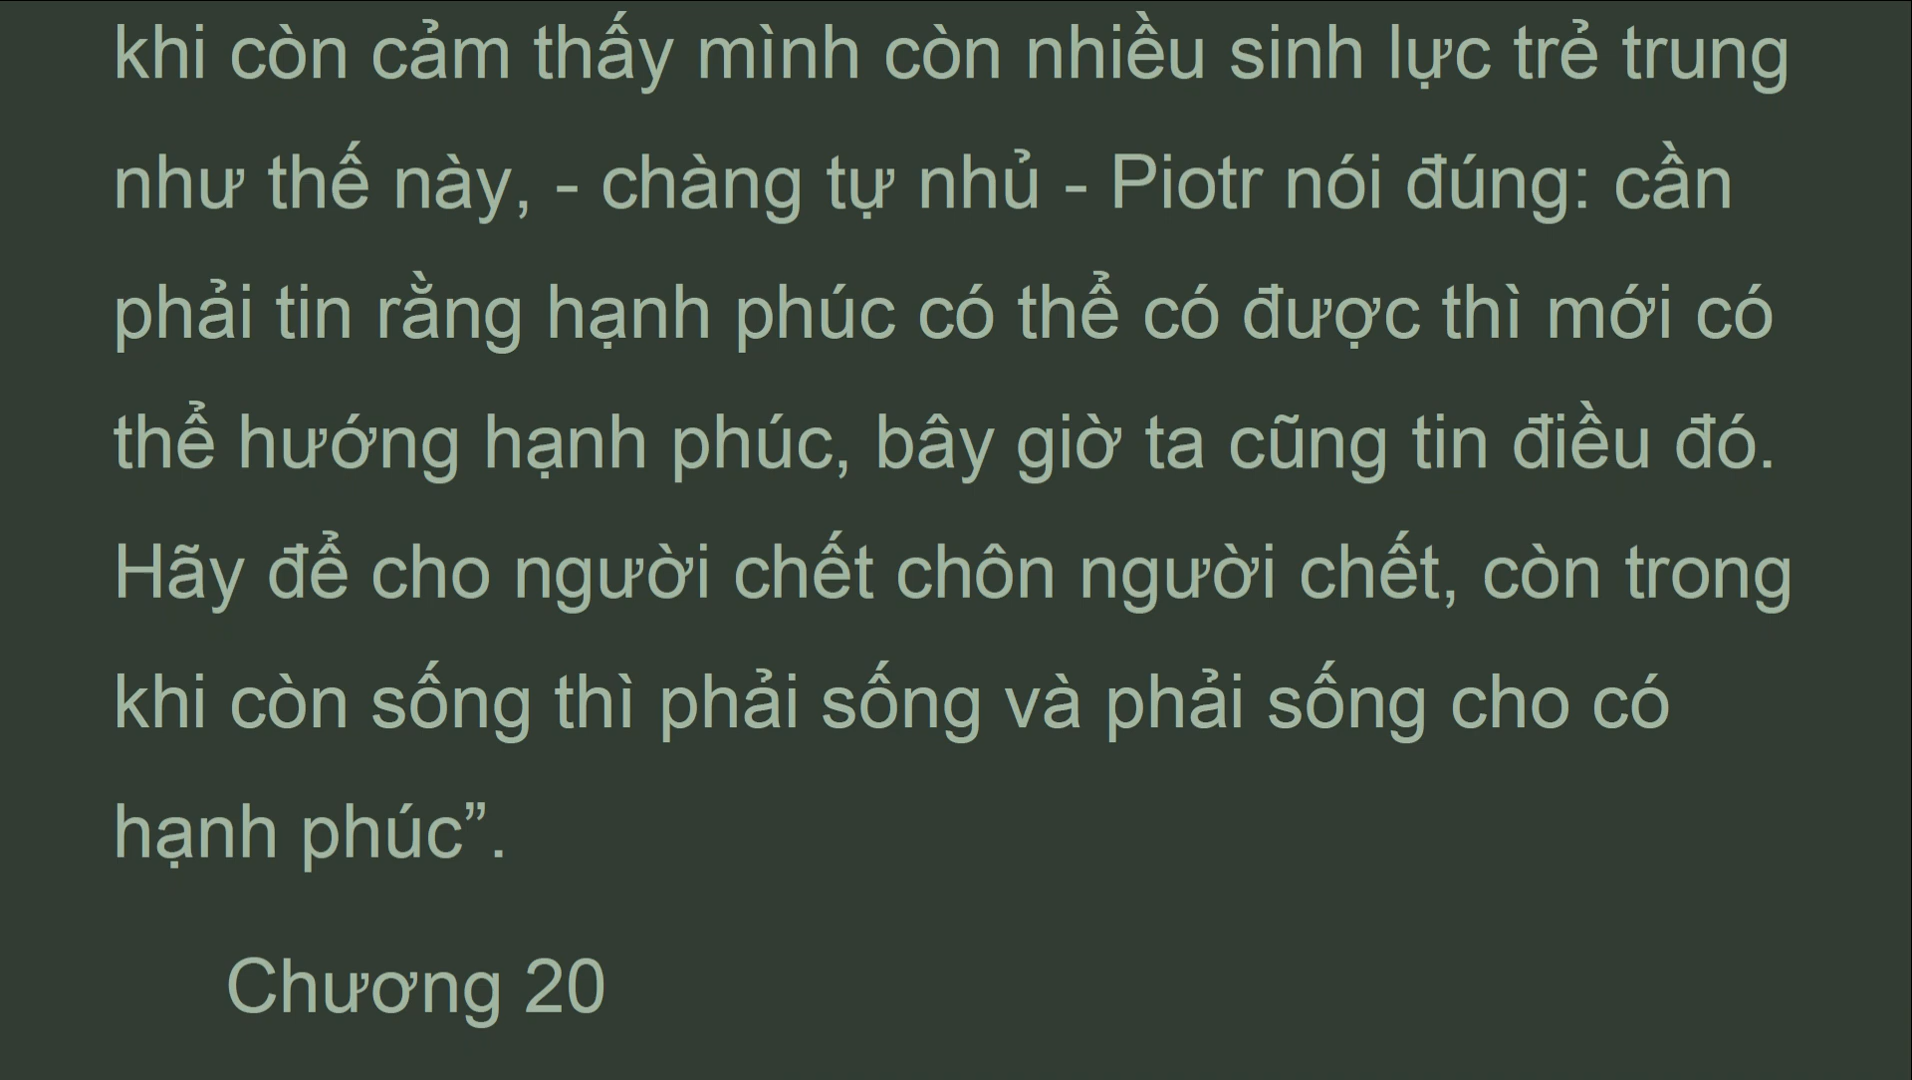 khi còn cảm thấy mình còn nhiều sinh lực trẻ trung
như thế này, - chàng tự nhủ - Piotr nói đúng: cần
phải tin rằng hạnh phúc có thể có được thì mới có
thể hướng hạnh phúc, bây giờ ta cũng tin điều đó.
Hãy để cho người chết chôn người chết, còn trong
khi còn sống thì phải sống và phải sống cho có
hạnh phúc”.
Chương 20